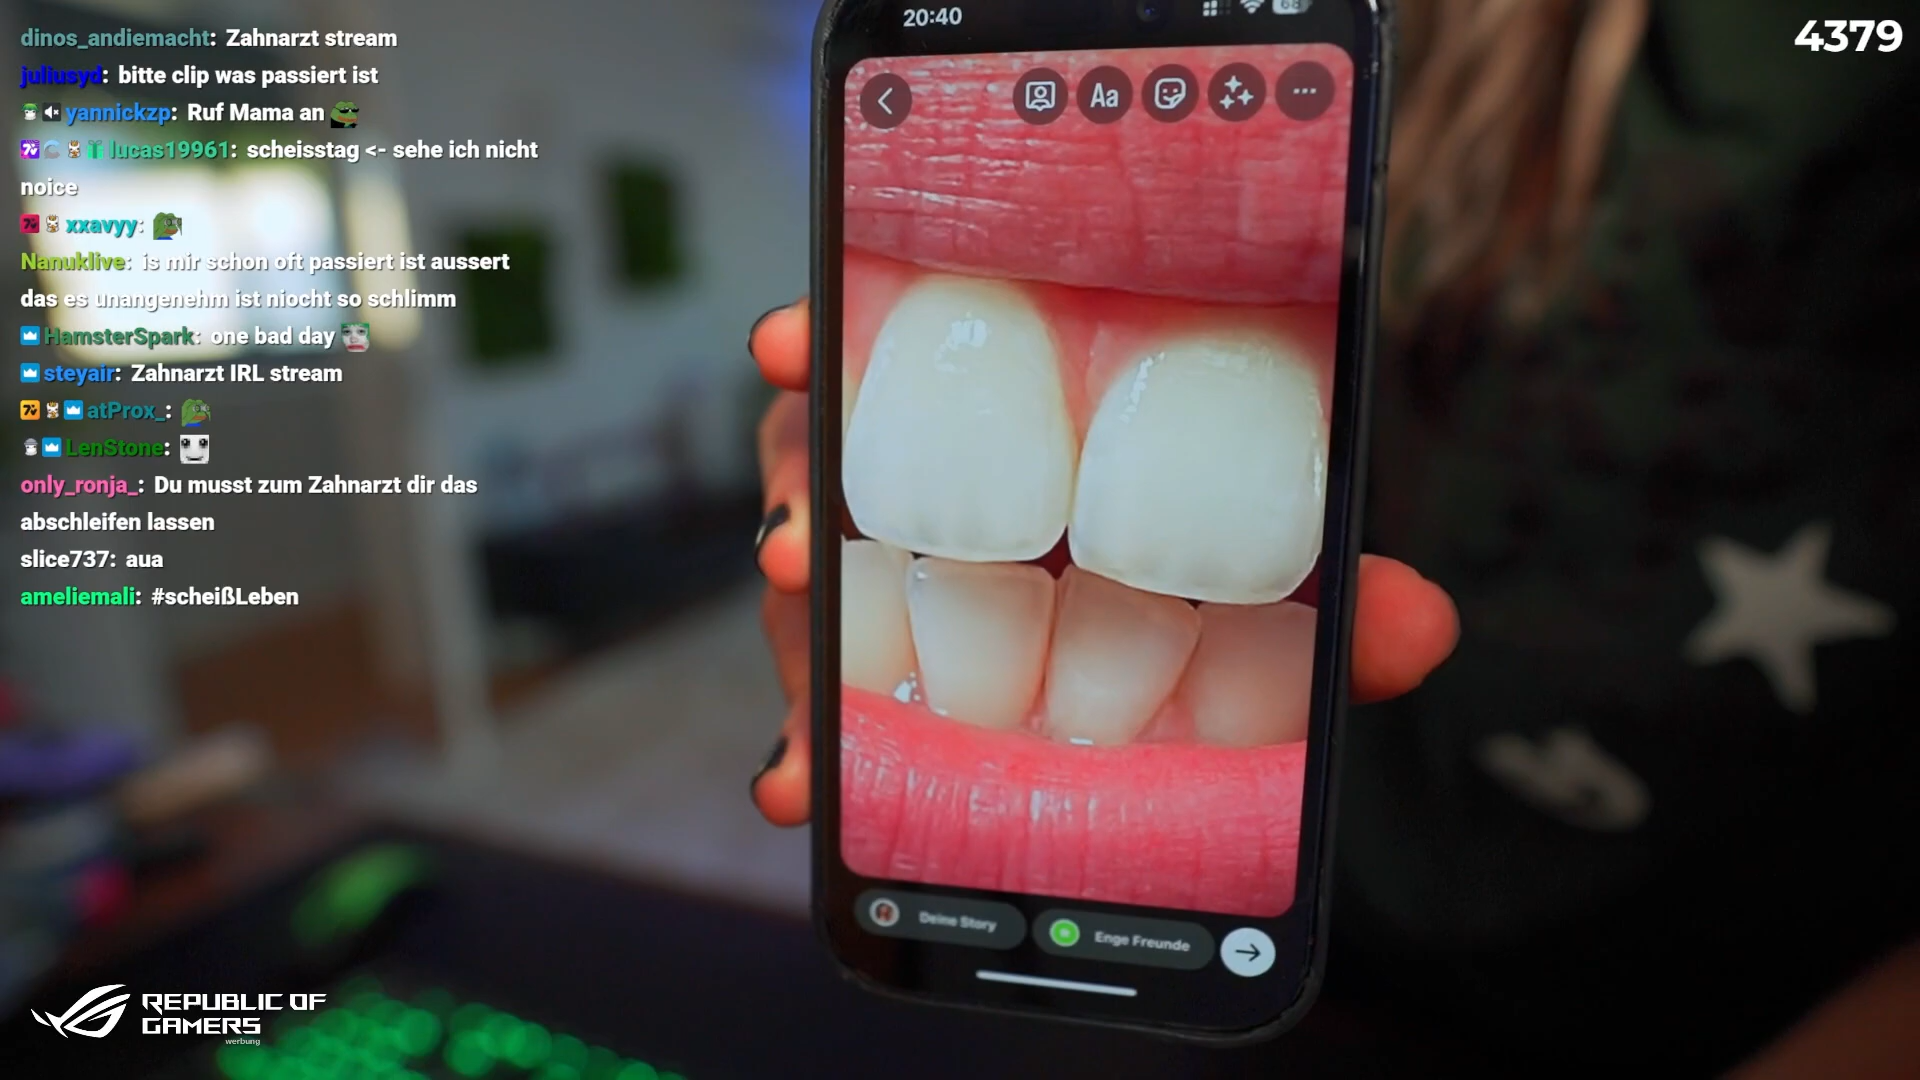 dinos_andiemacht: Zahnarzt stream
juliusyd: bitte clip was passiert ist
yannickzp: Ruf Mama an
lucas19961: scheisstag <- sehe ich nicht
noice
xxavyy:
Nanuklive: is mir schon oft passiert ist aussert
das es unangenehm ist niocht so schlimm
HamsterSpark: one bad day
steyair: Zahnarzt IRL stream
atProx_:
LenStone:
only_ronja_: Du musst zum Zahnarzt dir das
abschleifen lassen
slice737: aua
ameliemali: #scheißLeben
REPUBLIC OF
GAMERS
werbung
20:40
68
Aa
Deine Story
Enge Freunde
4379